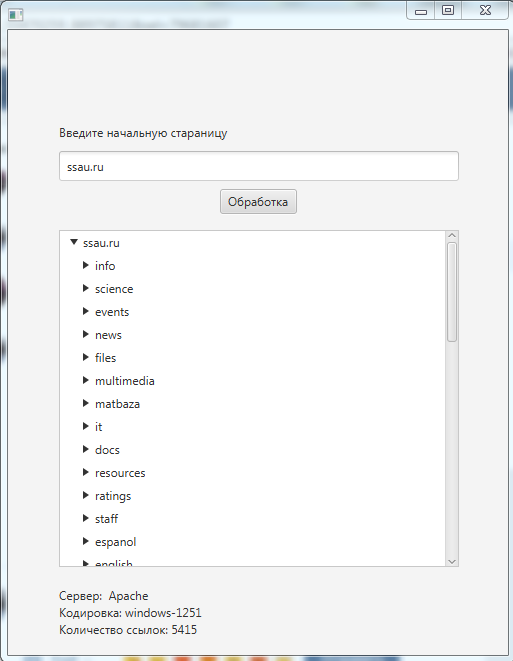 Введите начальную стараницу
ssau.ru
Обработка
ssau.ru
info
science
events
news
files
multimedia
matbaza
it
docs
resources
ratings
staff
espanol
english
Сервер: Apache
Кодировка: windows-1251
Количество ссылок: 5415